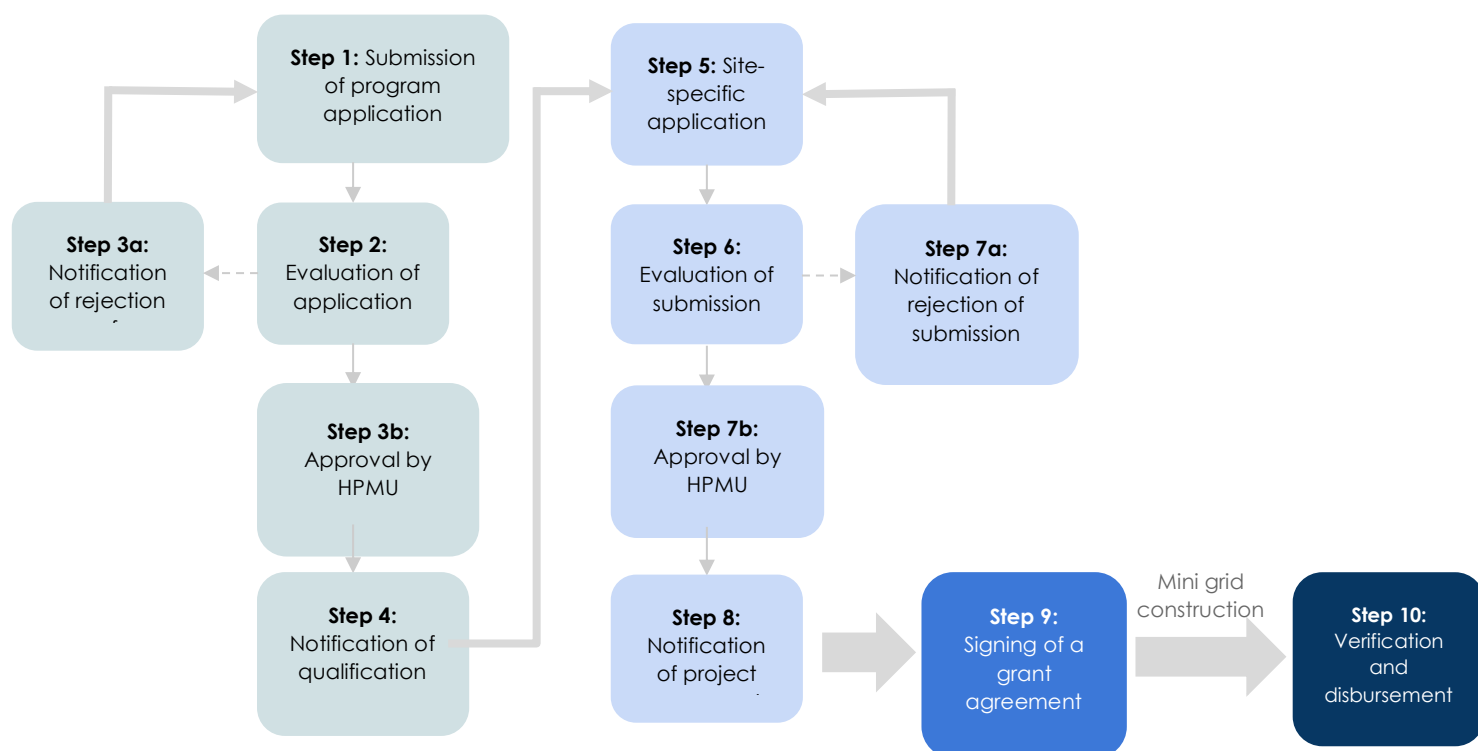 Step 1: Submission
of program
application
Step 2:
Evaluation of
application
Step 3a:
Notification
of rejection
Step 3b:
Approval by
HPMU
Step 4:
Notification of
qualification
Step 5: Site-
specific
application
Step 6:
Evaluation of
submission
Step 7a:
Notification of
rejection of
submission
Step 7b:
Approval by
HPMU
Step 8:
Notification
of project
Step 9:
Signing of a
grant
agreement
Mini grid
construction
Step 10:
Verification
and
disbursement